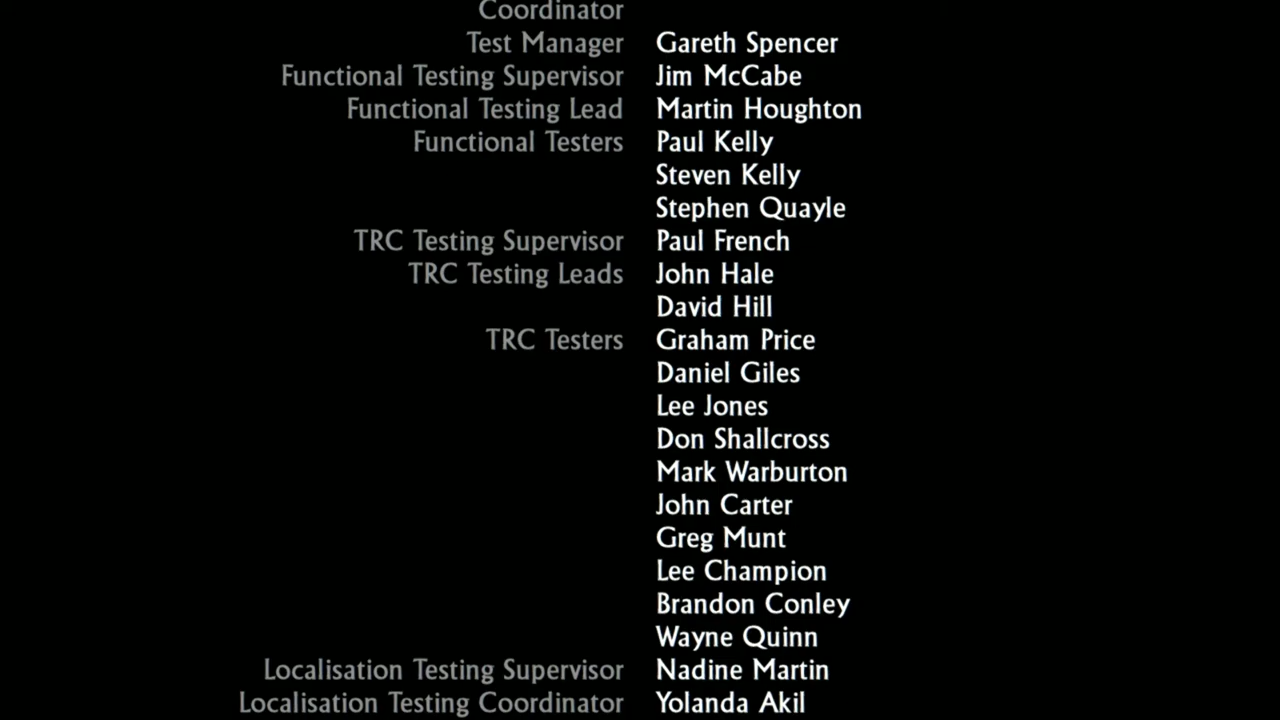 Coordinator
Test Manager Gareth Spencer
Functional Testing Supervisor Jim McCabe
Functional Testing Lead Martin Houghton
Functional Testers Paul Kelly
Steven Kelly
Stephen Quayle
TRC Testing Supervisor Paul French
TRC Testing Leads John Hale
David Hill
TRC Testers Graham Price
Daniel Giles
Lee Jones
Don Shallcross
Mark Warburton
John Carter
Greg Munt
Lee Champion
Brandon Conley
Wayne Quinn
Localisation Testing Supervisor Nadine Martin
Localisation Testing Coordinator Yolanda Akil